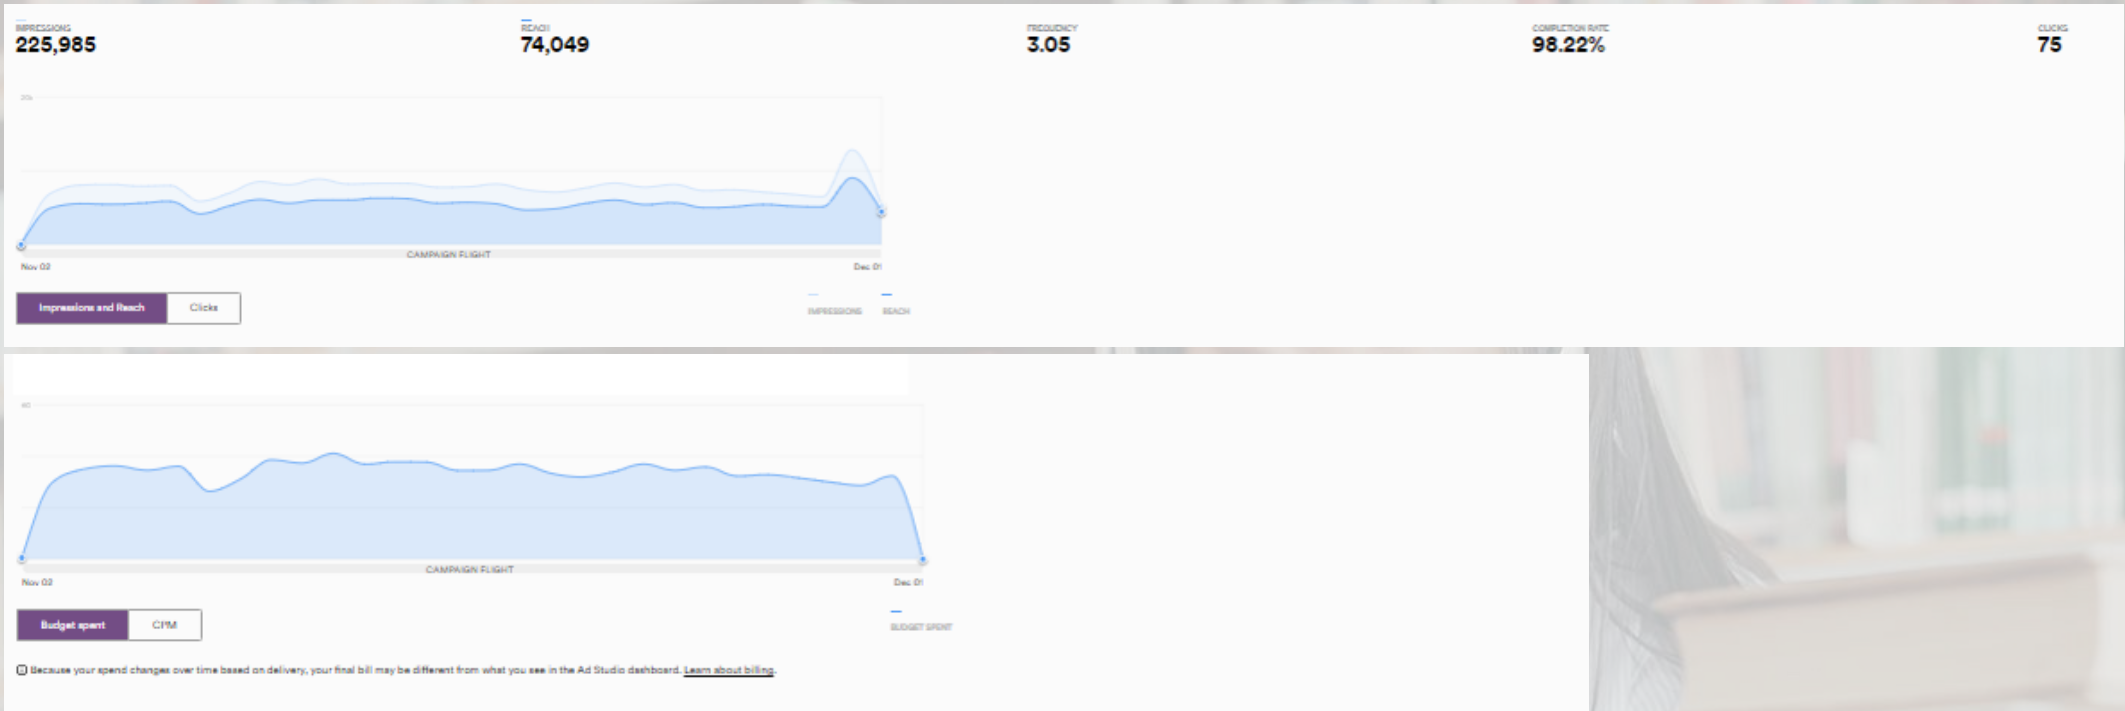 IMPRESSIONS
225,985
REACH
74,049
FREQUENCY
3.05
COMPLETION RATE
98.22%
CLICKS
75
20k
CAMPAIGN FLIGHT
Nov 02
Dec 01
Impressions and Reach
Clicks
IMPRESSIONS
REACH
40
CAMPAIGN FLIGHT
Nov 02
Dec 01
Budget spent
CPM
BUDGET SPENT
Because your spend changes over time based on delivery, your final bill may be different from what you see in the Ad Studio dashboard. Learn about billing.